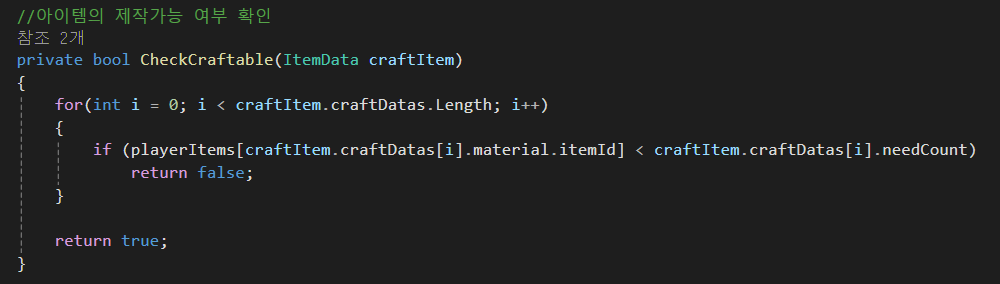 //아이템의 제작가능 여부 확인
참조 2개
private bool CheckCraftable(ItemData craftItem)
{
for(int i = 0; i < craftItem.craftDatas.Length; i++)
{
if (playerItems[craftItem.craftDatas[i].material.itemId] < craftItem.craftDatas[i].needCount)
return false;
}
return true;
}